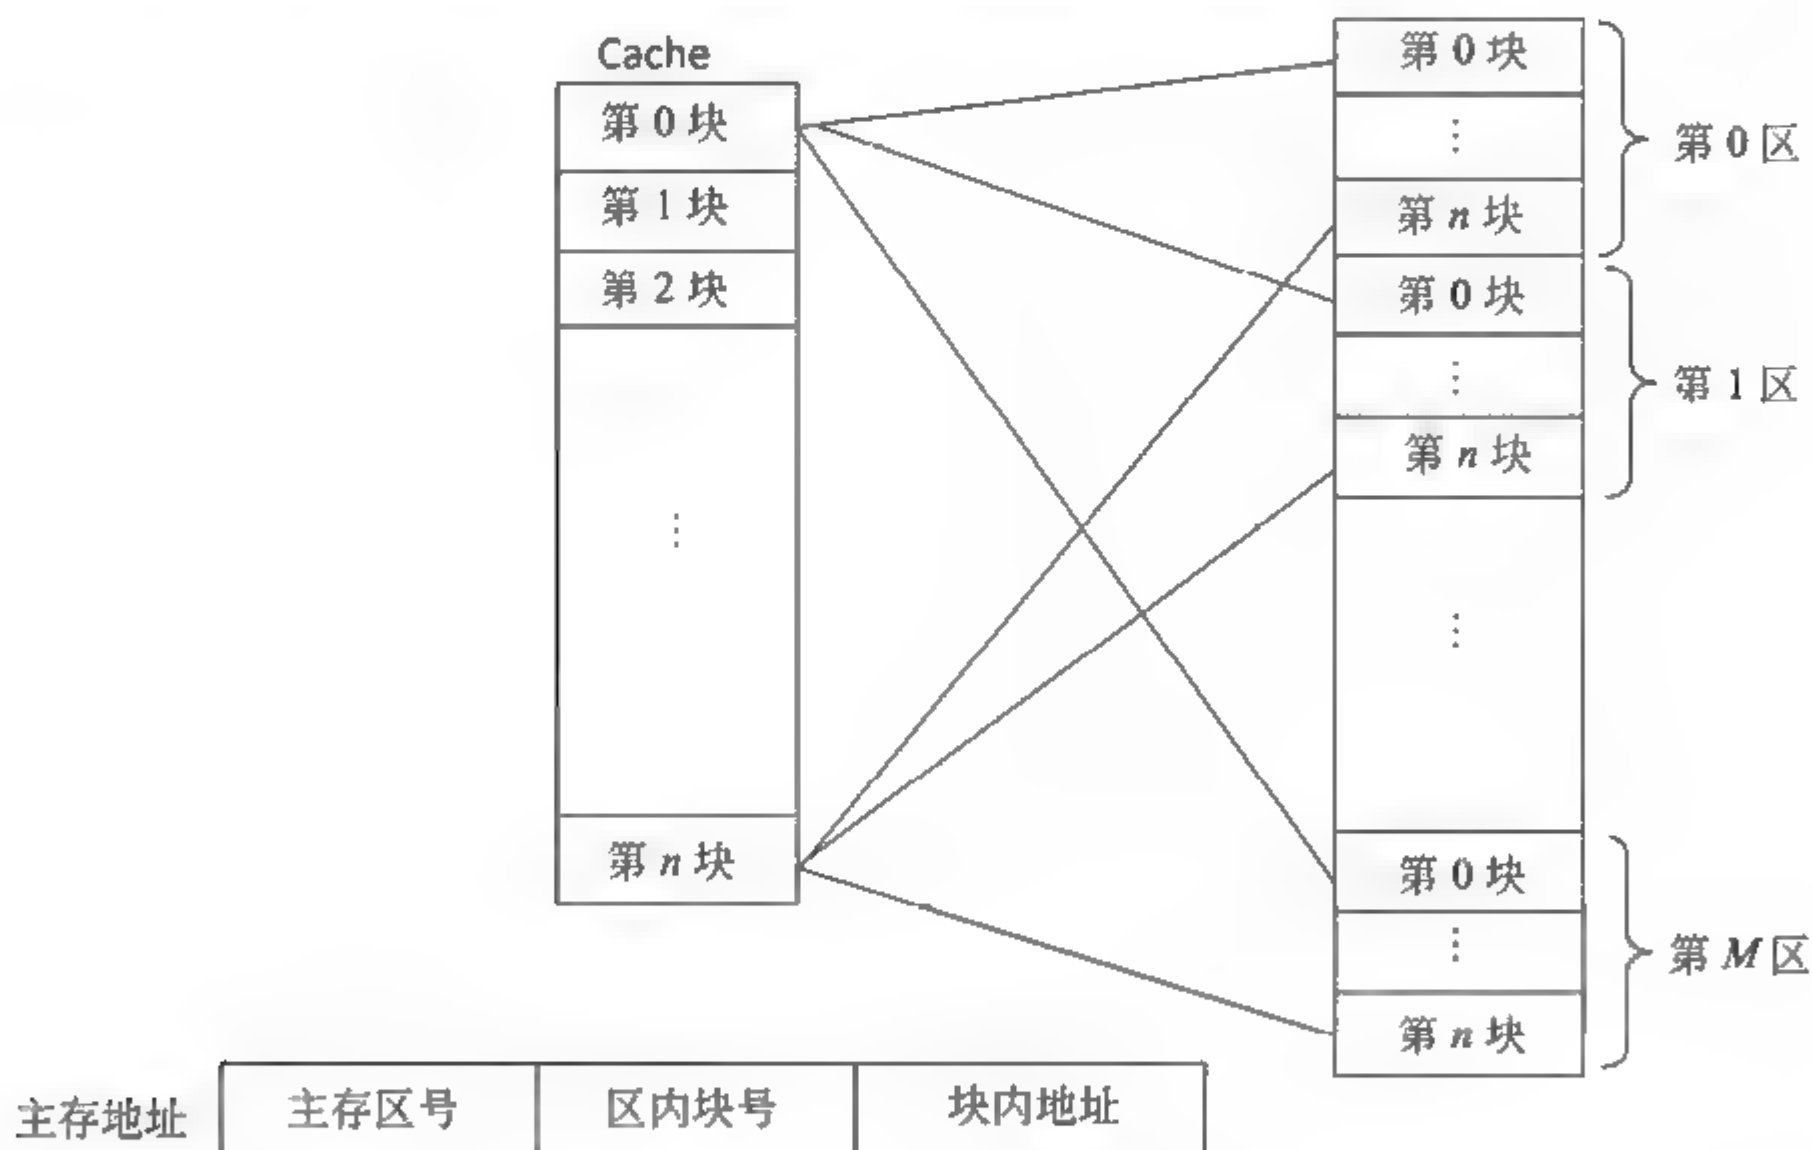 Cache
第 0 块
第 1 块
第 2 块
⋮
第 n 块
第 0 块
⋮
第 n 块
第 0 区
第 0 块
⋮
第 n 块
第 1 区
⋮
第 0 块
⋮
第 n 块
第 M 区
主存地址 主存区号 区内块号 块内地址